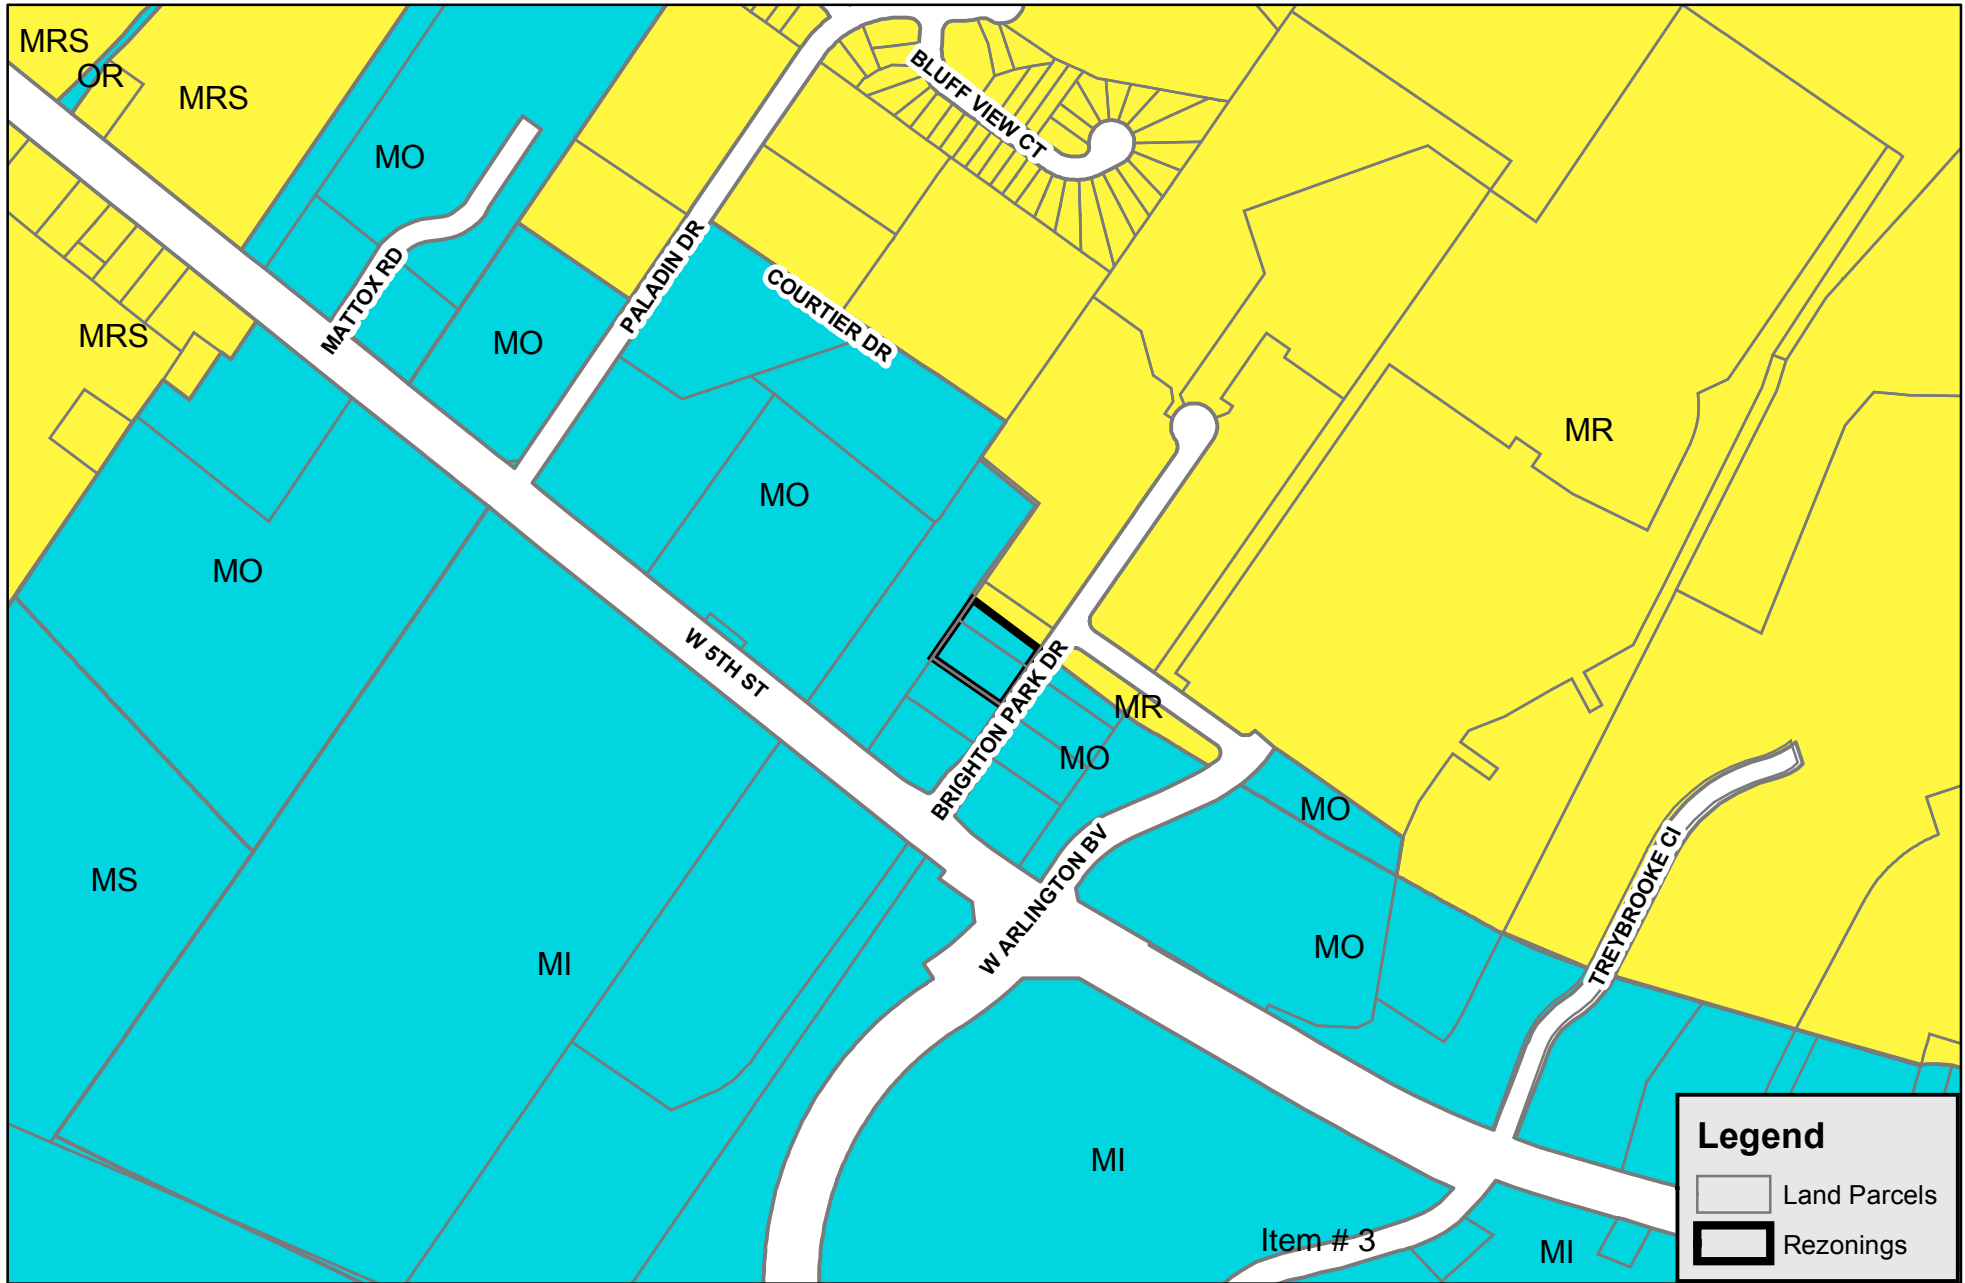 MRS
OR
MRS
BLUFF VIEW CT
MO
MATTOX RD
PALADIN DR
COURTIER DR
MRS
MO
MR
MO
MO
W 5TH ST
BRIGHTON PARK DR
MR
MO
MO
W ARLINGTON BV
TREYBROOKE CI
MS
MO
MI
MI
Item # 3
MI
Legend
Land Parcels
Rezonings